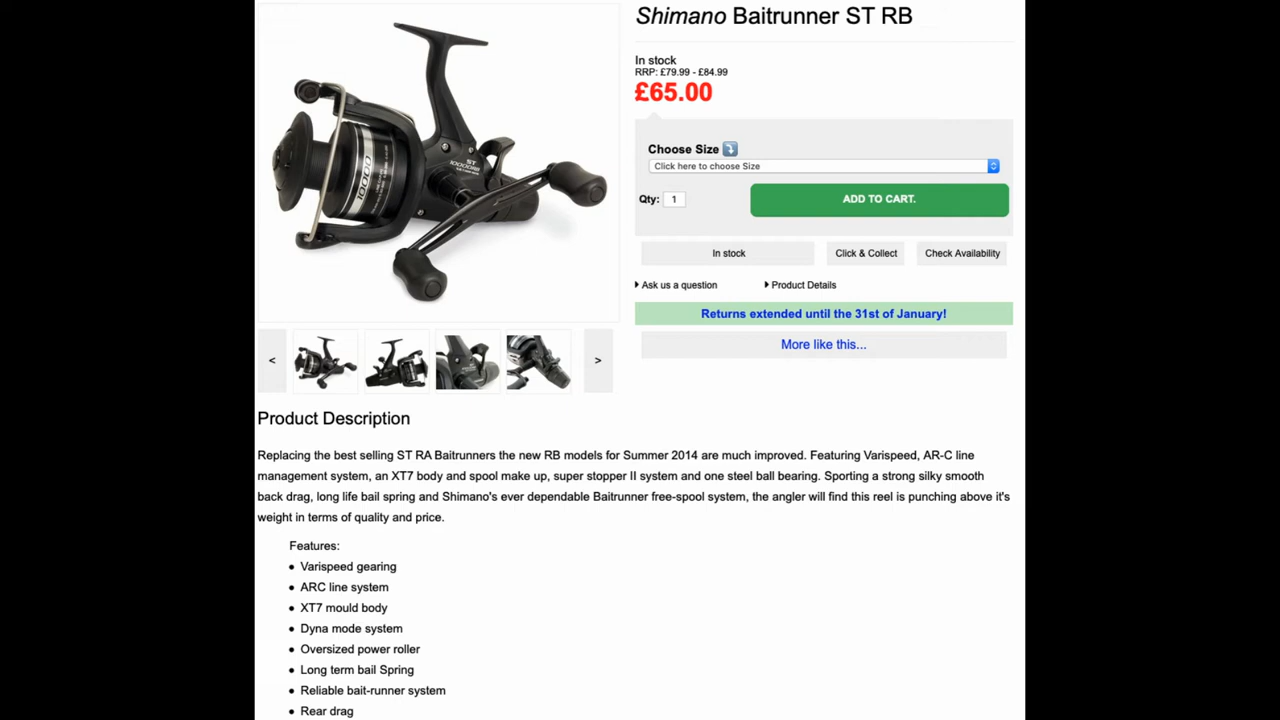 Shimano Baitrunner ST RB
In stock
RRP: £79.99 - £84.99
£65.00
Choose Size
Click here to choose Size
Qty: 1
ADD TO CART.
In stock
Click & Collect
Check Availability
Ask us a question
Product Details
Returns extended until the 31st of January!
More like this...
ST
10000RB
10000
<
>
Product Description
Replacing the best selling ST RA Baitrunners the new RB models for Summer 2014 are much improved. Featuring Varispeed, AR-C line
management system, an XT7 body and spool make up, super stopper II system and one steel ball bearing. Sporting a strong silky smooth
back drag, long life bail spring and Shimano's ever dependable Baitrunner free-spool system, the angler will find this reel is punching above it's
weight in terms of quality and price.
Features:
Varispeed gearing
ARC line system
XT7 mould body
Dyna mode system
Oversized power roller
Long term bail Spring
Reliable bait-runner system
Rear drag